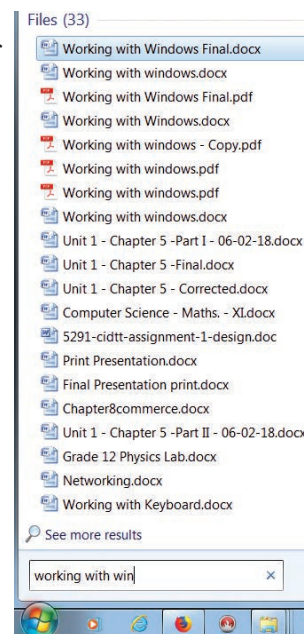 Files (33)
Working with Windows Final.docx
Working with windows.docx
Working with Windows Final.pdf
Working with Windows.docx
Working with windows - Copy.pdf
Working with windows.pdf
Working with windows.pdf
Working with windows.docx
Unit 1 - Chapter 5 -Part I - 06-02-18.docx
Unit 1 - Chapter 5 -Final.docx
Unit 1 - Chapter 5 - Corrected.docx
Computer Science - Maths. - XI.docx
5291-cidtt-assignment-1-design.doc
Print Presentation.docx
Final Presentation print.docx
Chapter8commerce.docx
Unit 1 - Chapter 5 -Part II - 06-02-18.docx
Grade 12 Physics Lab.docx
Networking.docx
Working with Keyboard.docx
See more results
working with win